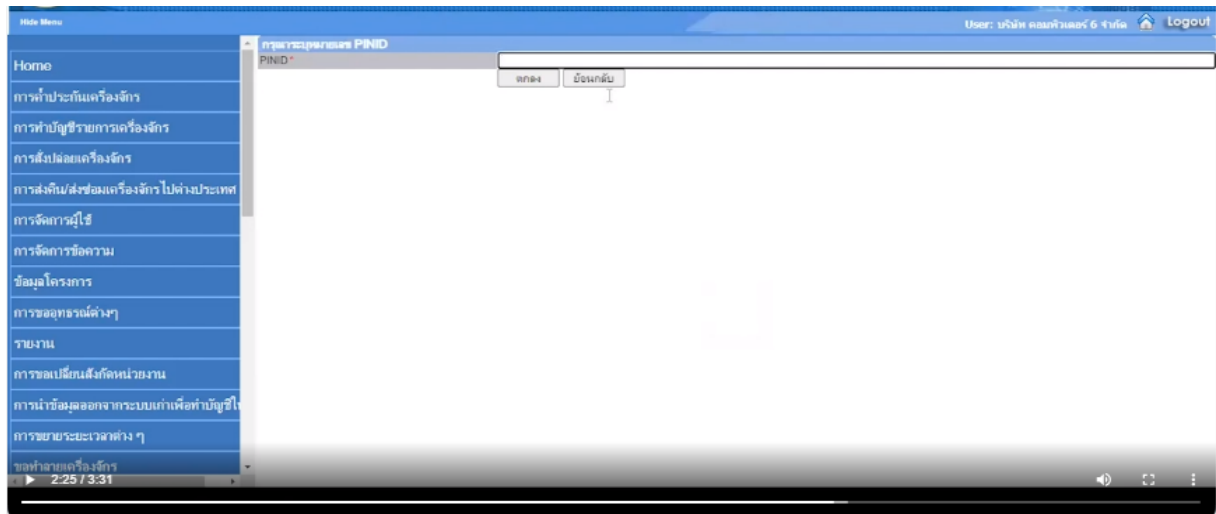 Hide Menu
User: บริษัท คอมพิวเตอร์ 6 จำกัด Logout
กรุณาระบุหมายเลข PINID
PINID*
ตกลง ย้อนกลับ
Home
การค้ำประกันเครื่องจักร
การทำบัญชีรายการเครื่องจักร
การสั่งปล่อยเครื่องจักร
การส่งคืน/ส่งซ่อมเครื่องจักรไปต่างประเทศ
การจัดการผู้ใช้
การจัดการข้อความ
ข้อมูลโครงการ
การขออุทธรณ์ต่างๆ
รายงาน
การขอเปลี่ยนสังกัดหน่วยงาน
การนำข้อมูลออกจากระบบเก่าเพื่อทำบัญชีใ
การขยายระยะเวลาต่าง ๆ
ขอทำลายเครื่องจักร
2:25 / 3:31